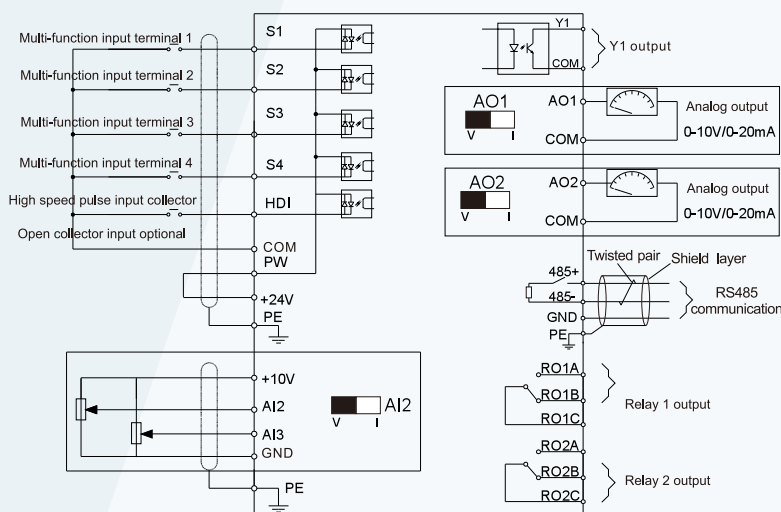 Multi-function input terminal 1
S1
Multi-function input terminal 2
S2
Multi-function input terminal 3
S3
Multi-function input terminal 4
S4
High speed pulse input collector
HDI
Open collector input optional
COM
PW
+24V
PE
+10V
AI2
AI3
GND
V I
AI2
PE
Y1
COM
Y1 output
AO1
V I
AO1
COM
Analog output
0-10V/0-20mA
AO2
V I
AO2
COM
Analog output
0-10V/0-20mA
Twisted pair
Shield layer
485+
485-
GND
PE
RS485
communication
RO1A
RO1B
RO1C
Relay 1 output
RO2A
RO2B
RO2C
Relay 2 output